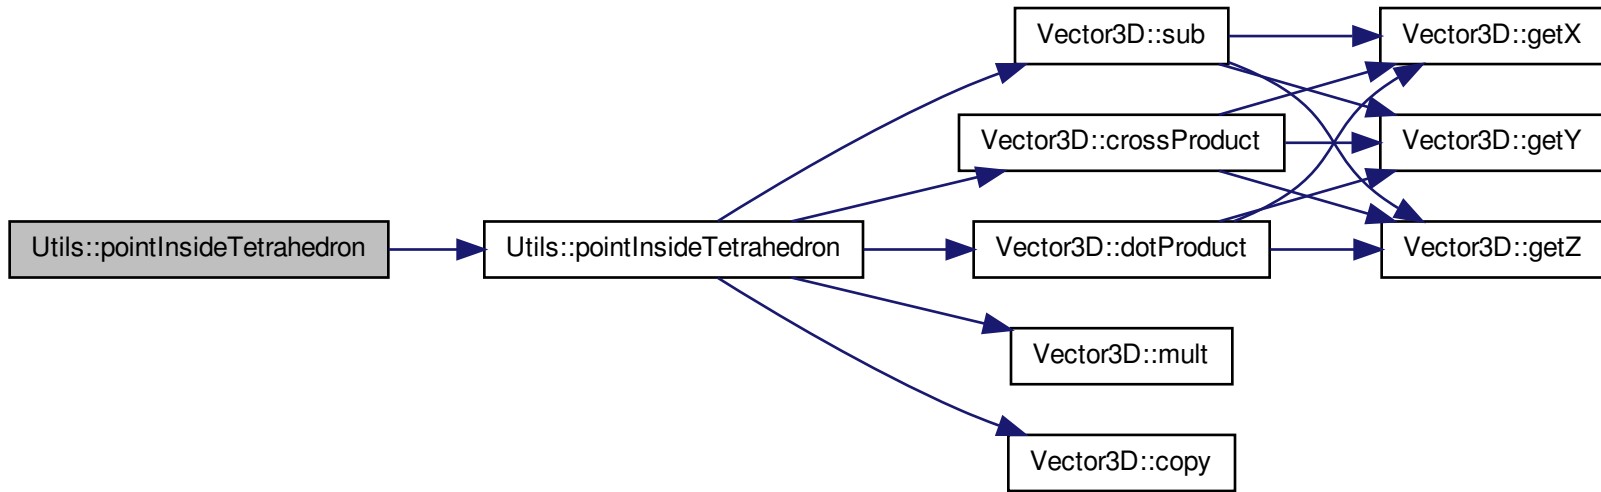 Utils::pointInsideTetrahedron
Utils::pointInsideTetrahedron
Vector3D::sub
Vector3D::crossProduct
Vector3D::dotProduct
Vector3D::mult
Vector3D::copy
Vector3D::getX
Vector3D::getY
Vector3D::getZ